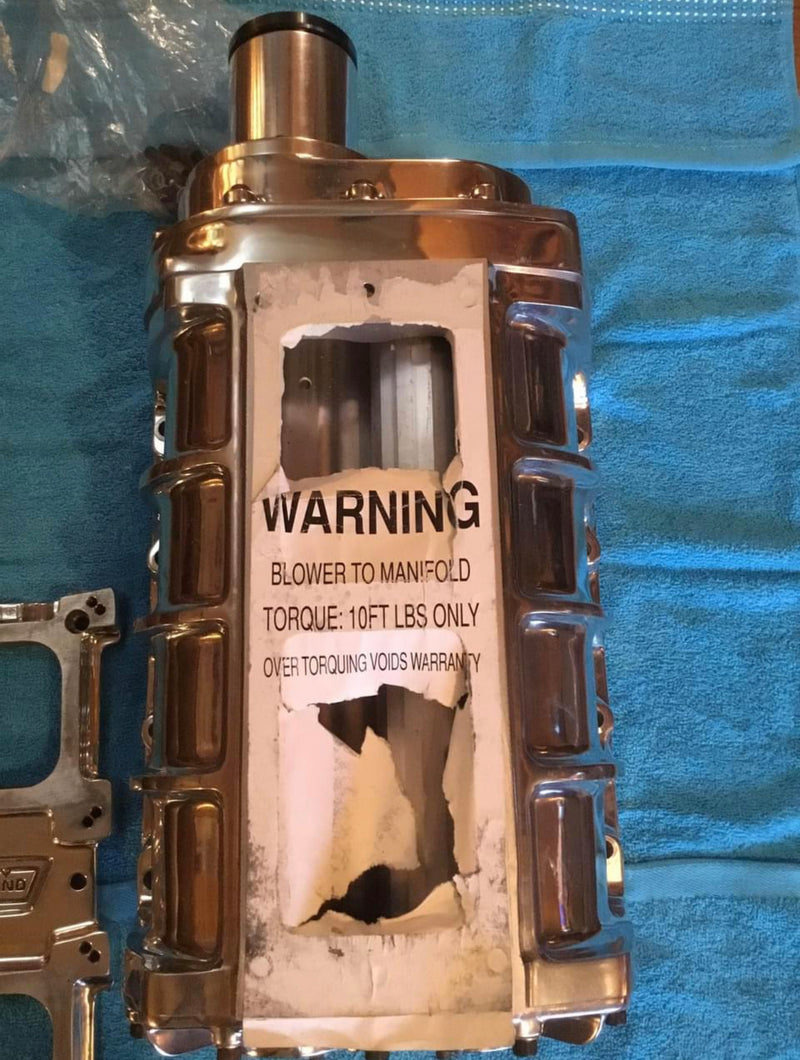 WARNING
BLOWER TO MANIFOLD
TORQUE: 10FT LBS ONLY
OVER TORQUING VOIDS WARRANTY